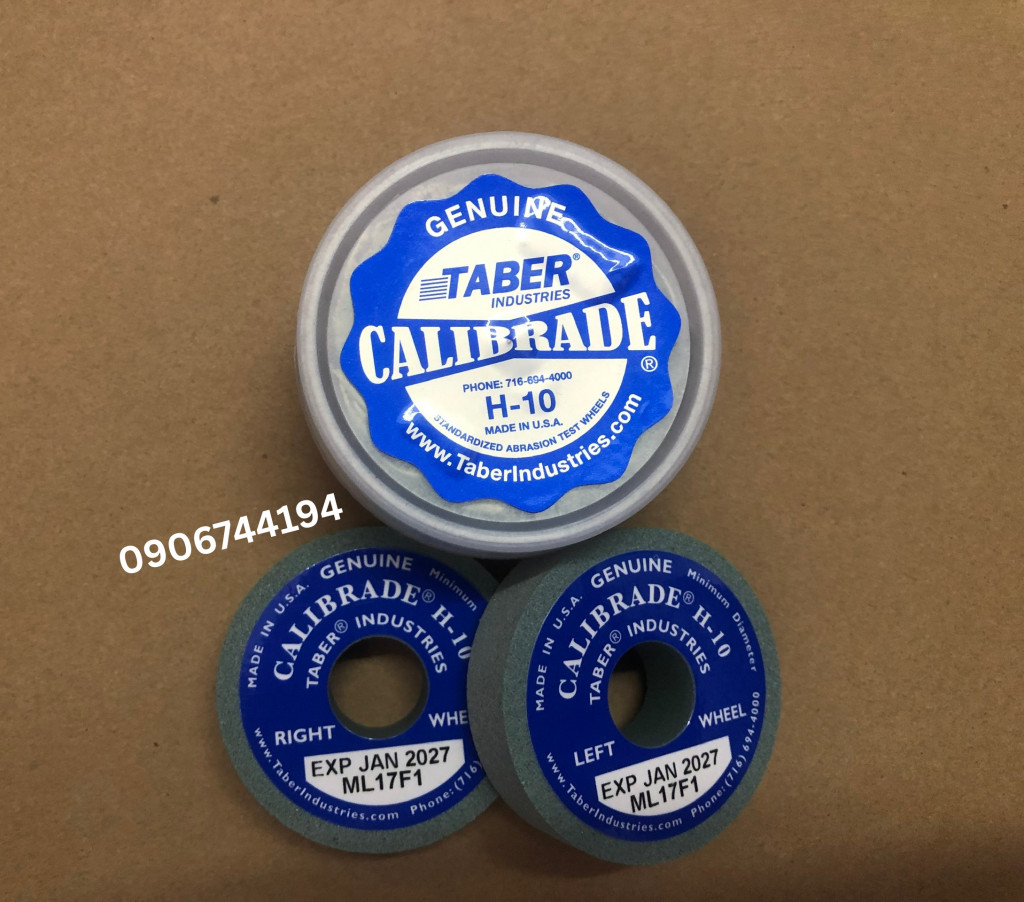 GENUINE
TABER®
INDUSTRIES
CALIBRADE®
PHONE: 716-694-4000
H-10
MADE IN U.S.A.
STANDARDIZED ABRASION TEST WHEELS
www.TaberIndustries.com
0906744194
MADE IN U.S.A. GENUINE Minimum
CALIBRADE® H-10
TABER® INDUSTRIES
RIGHT WHE
EXP JAN 2027
ML17F1
www.TaberIndustries.com Phone: (716)
MADE IN U.S.A. GENUINE Minimum Diameter
CALIBRADE® H-10
TABER® INDUSTRIES
LEFT WHEEL
EXP JAN 2027
ML17F1
www.TaberIndustries.com Phone: (716) 694-4000